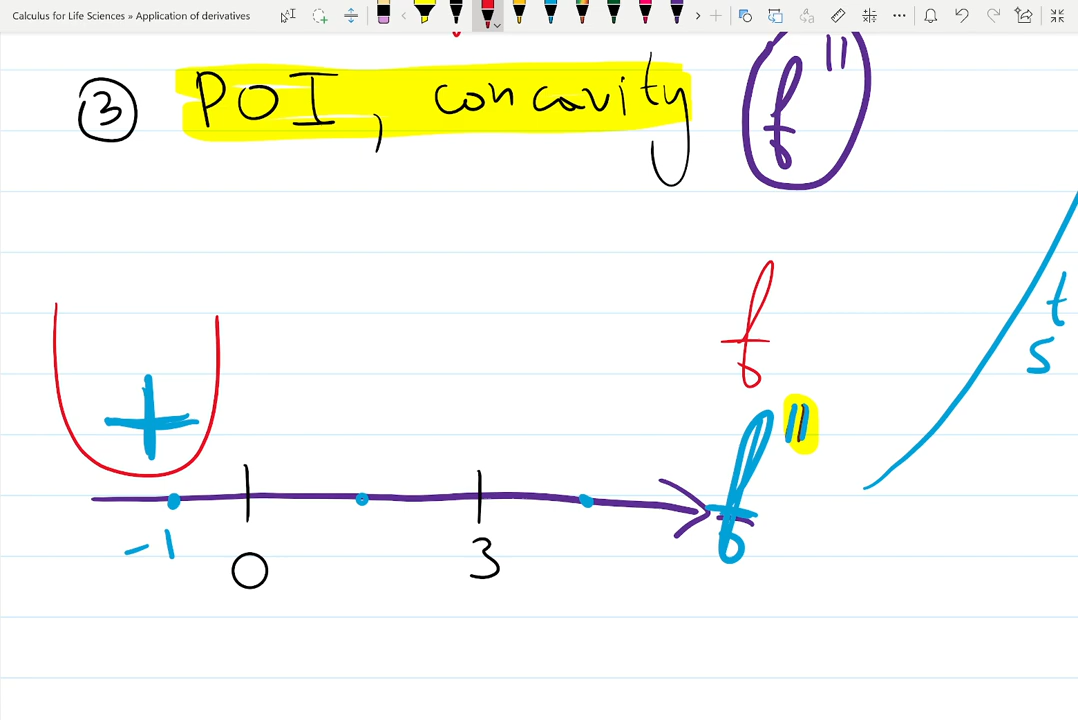 Calculus for Life Sciences » Application of derivatives
③ POI, concavity f''
f
t
s
+
f''
-1 0 3